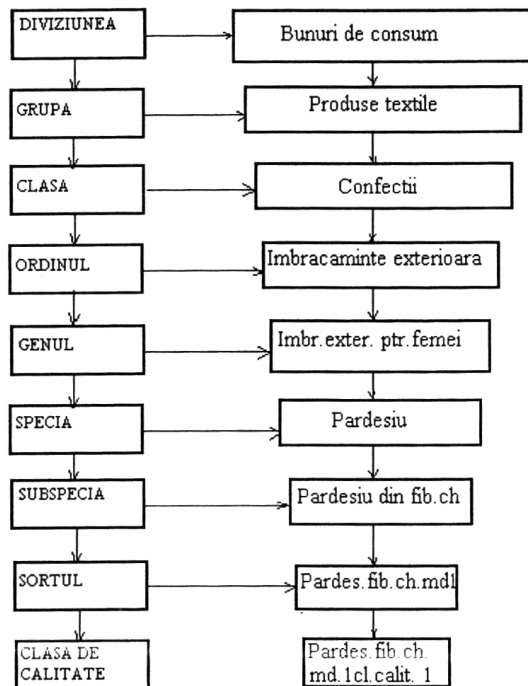 DIVIZIUNEA
Bunuri de consum
GRUPA
Produse textile
CLASA
Confectii
ORDINUL
Imbracaminte exterioara
GENUL
Imbr.exter. ptr.femei
SPECIA
Pardesiu
SUBSPECIA
Pardesiu din fib.ch
SORTUL
Pardes.fib.ch.md1
CLASA DE
CALITATE
Pardes.fib.ch.
md.1cl.calit. 1